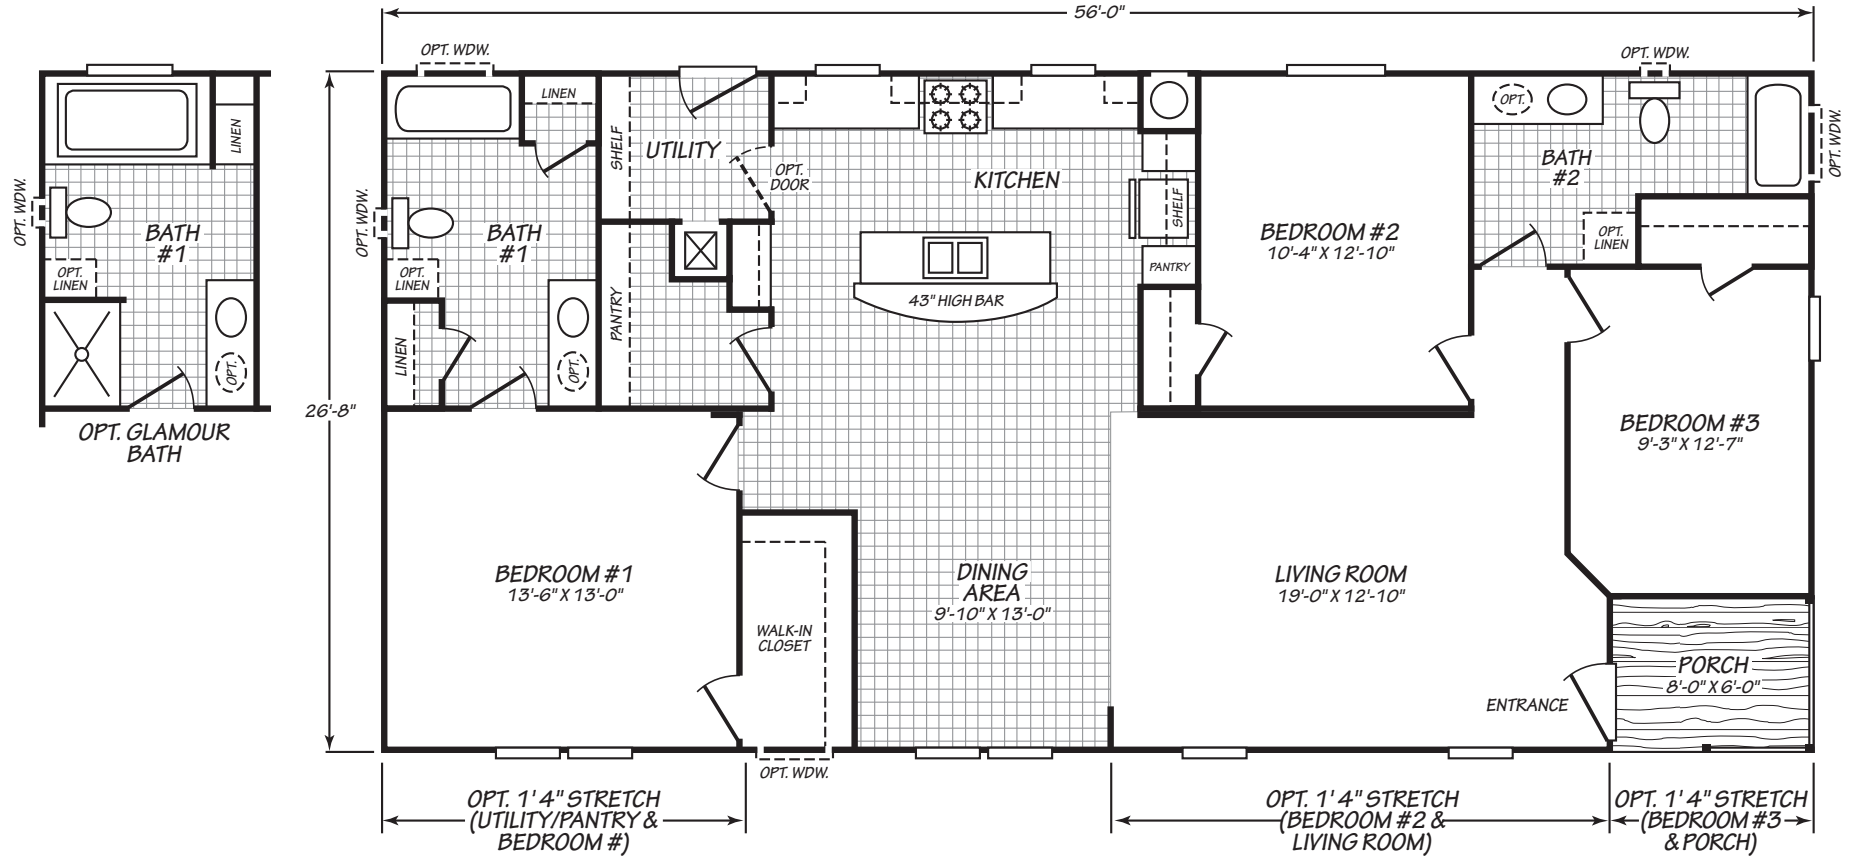 56'-0"
OPT. WDW.
OPT. WDW.
LINEN
LINEN
SHELF
UTILITY
OPT.
DOOR
KITCHEN
SHELF
PANTRY
43" HIGH BAR
BEDROOM #2
10'-4" X 12'-10"
OPT.
BATH
#2
OPT. WDW.
OPT.
LINEN
OPT. WDW.
BATH
#1
OPT.
LINEN
OPT.
OPT. GLAMOUR
BATH
OPT. WDW.
BATH
#1
OPT.
LINEN
LINEN
OPT.
PANTRY
26'-8"
BEDROOM #3
9'-3" X 12'-7"
BEDROOM #1
13'-6" X 13'-0"
WALK-IN
CLOSET
DINING
AREA
9'-10" X 13'-0"
LIVING ROOM
19'-0" X 12'-10"
PORCH
8'-0" X 6'-0"
ENTRANCE
OPT. WDW.
OPT. 1' 4" STRETCH
(UTILITY/PANTRY &
BEDROOM #)
OPT. 1' 4" STRETCH
(BEDROOM #2 &
LIVING ROOM)
OPT. 1' 4" STRETCH
(BEDROOM #3
& PORCH)